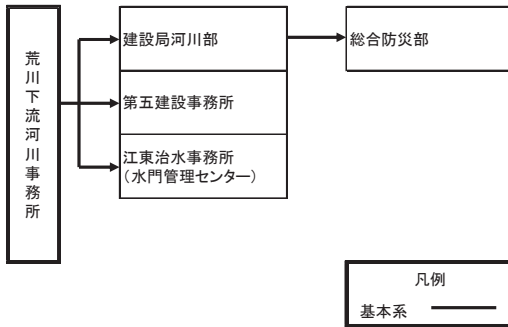 荒川下流河川事務所
建設局河川部
総合防災部
第五建設事務所
江東治水事務所
（水門管理センター）
凡例
基本系